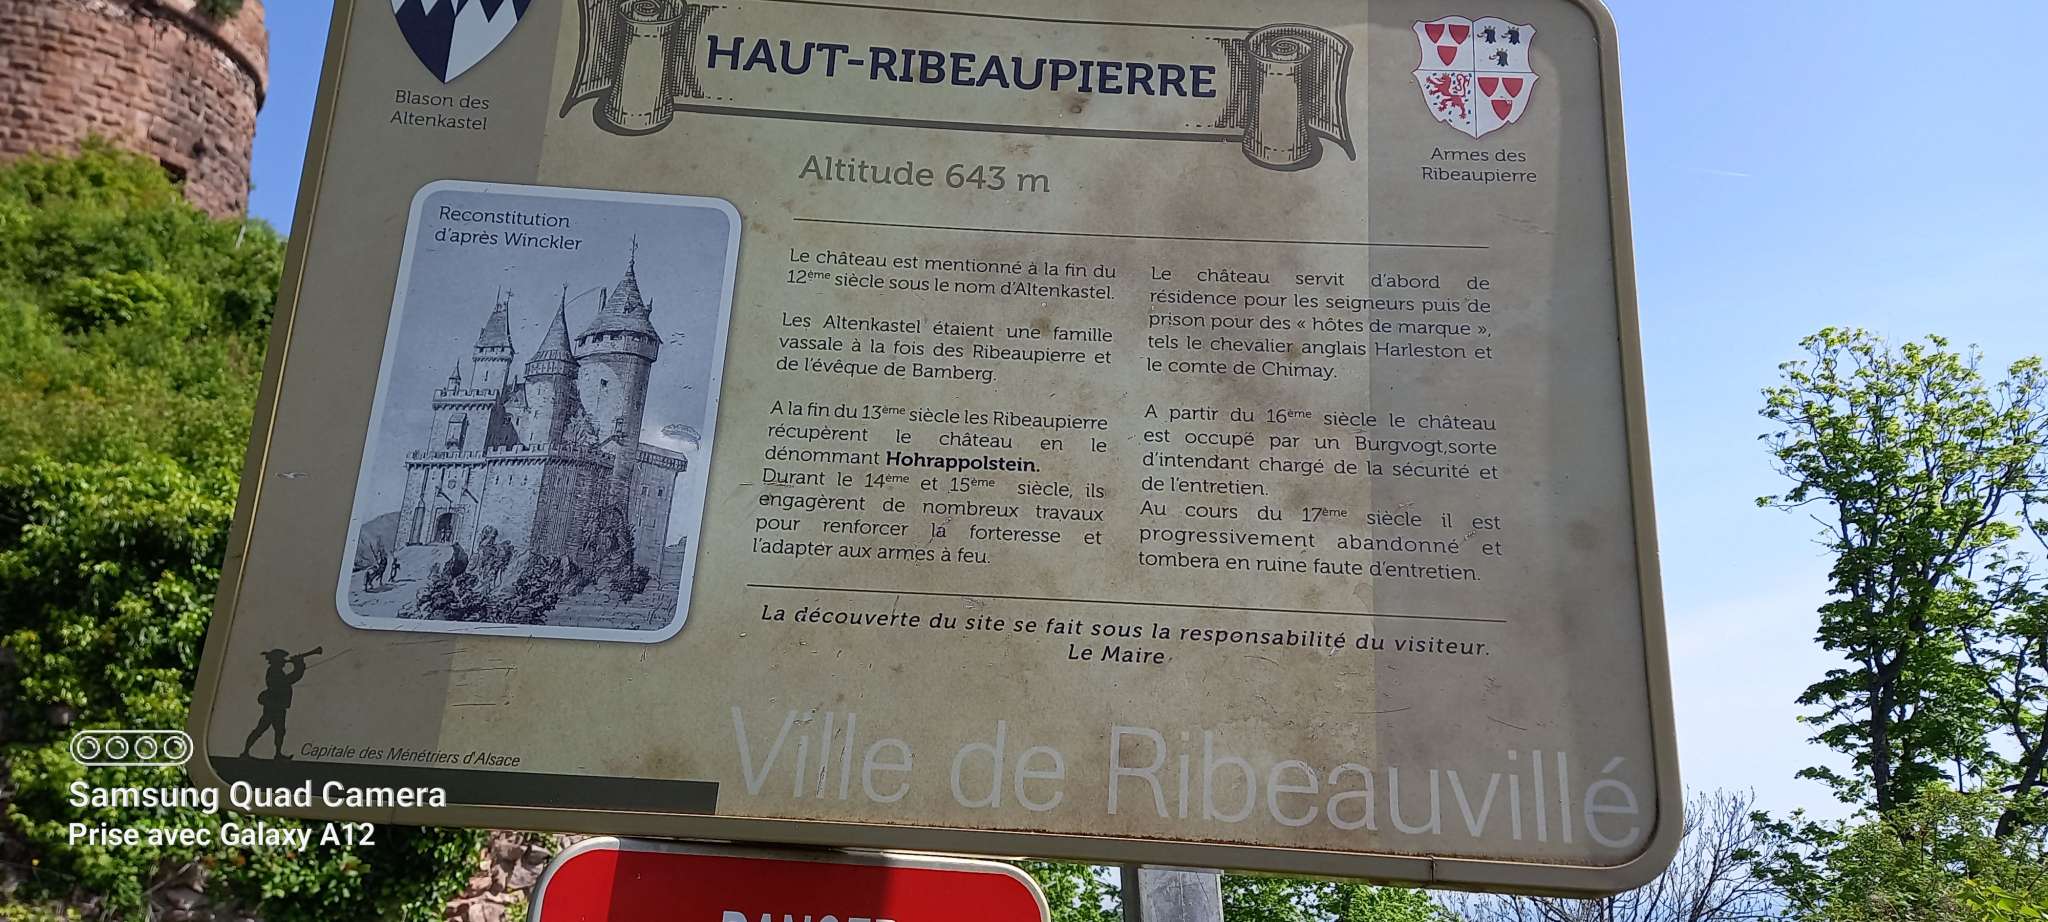 HAUT-RIBEAUPIERRE
Blason des
Altenkastel
Armes des
Ribeaupierre
Altitude 643 m
Reconstitution
d'après Winckler
Le château est mentionné à la fin du
12ème siècle sous le nom d'Altenkastel.
Les Altenkastel étaient une famille
vassale à la fois des Ribeaupierre et
de l'évêque de Bamberg.
A la fin du 13ème siècle les Ribeaupierre
récupèrent le château en le
dénommant Hohrappolstein.
Durant le 14ème et 15ème siècle, ils
engagèrent de nombreux travaux
pour renforcer la forteresse et
l'adapter aux armes à feu.
Le château servit d'abord de
résidence pour les seigneurs puis de
prison pour des « hôtes de marque »,
tels le chevalier anglais Harleston et
le comte de Chimay.
A partir du 16ème siècle le château
est occupé par un Burgvogt,sorte
d'intendant chargé de la sécurité et
de l'entretien.
Au cours du 17ème siècle il est
progressivement abandonné et
tombera en ruine faute d'entretien.
La découverte du site se fait sous la responsabilité du visiteur.
Le Maire
Capitale des Ménétriers d'Alsace
Ville de Ribeauvillé
DANGER
Samsung Quad Camera
Prise avec Galaxy A12